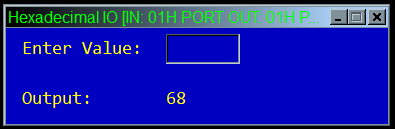 Hexadecimal IO [IN: 01H PORT OUT: 01H P...
Enter Value:
Output: 68